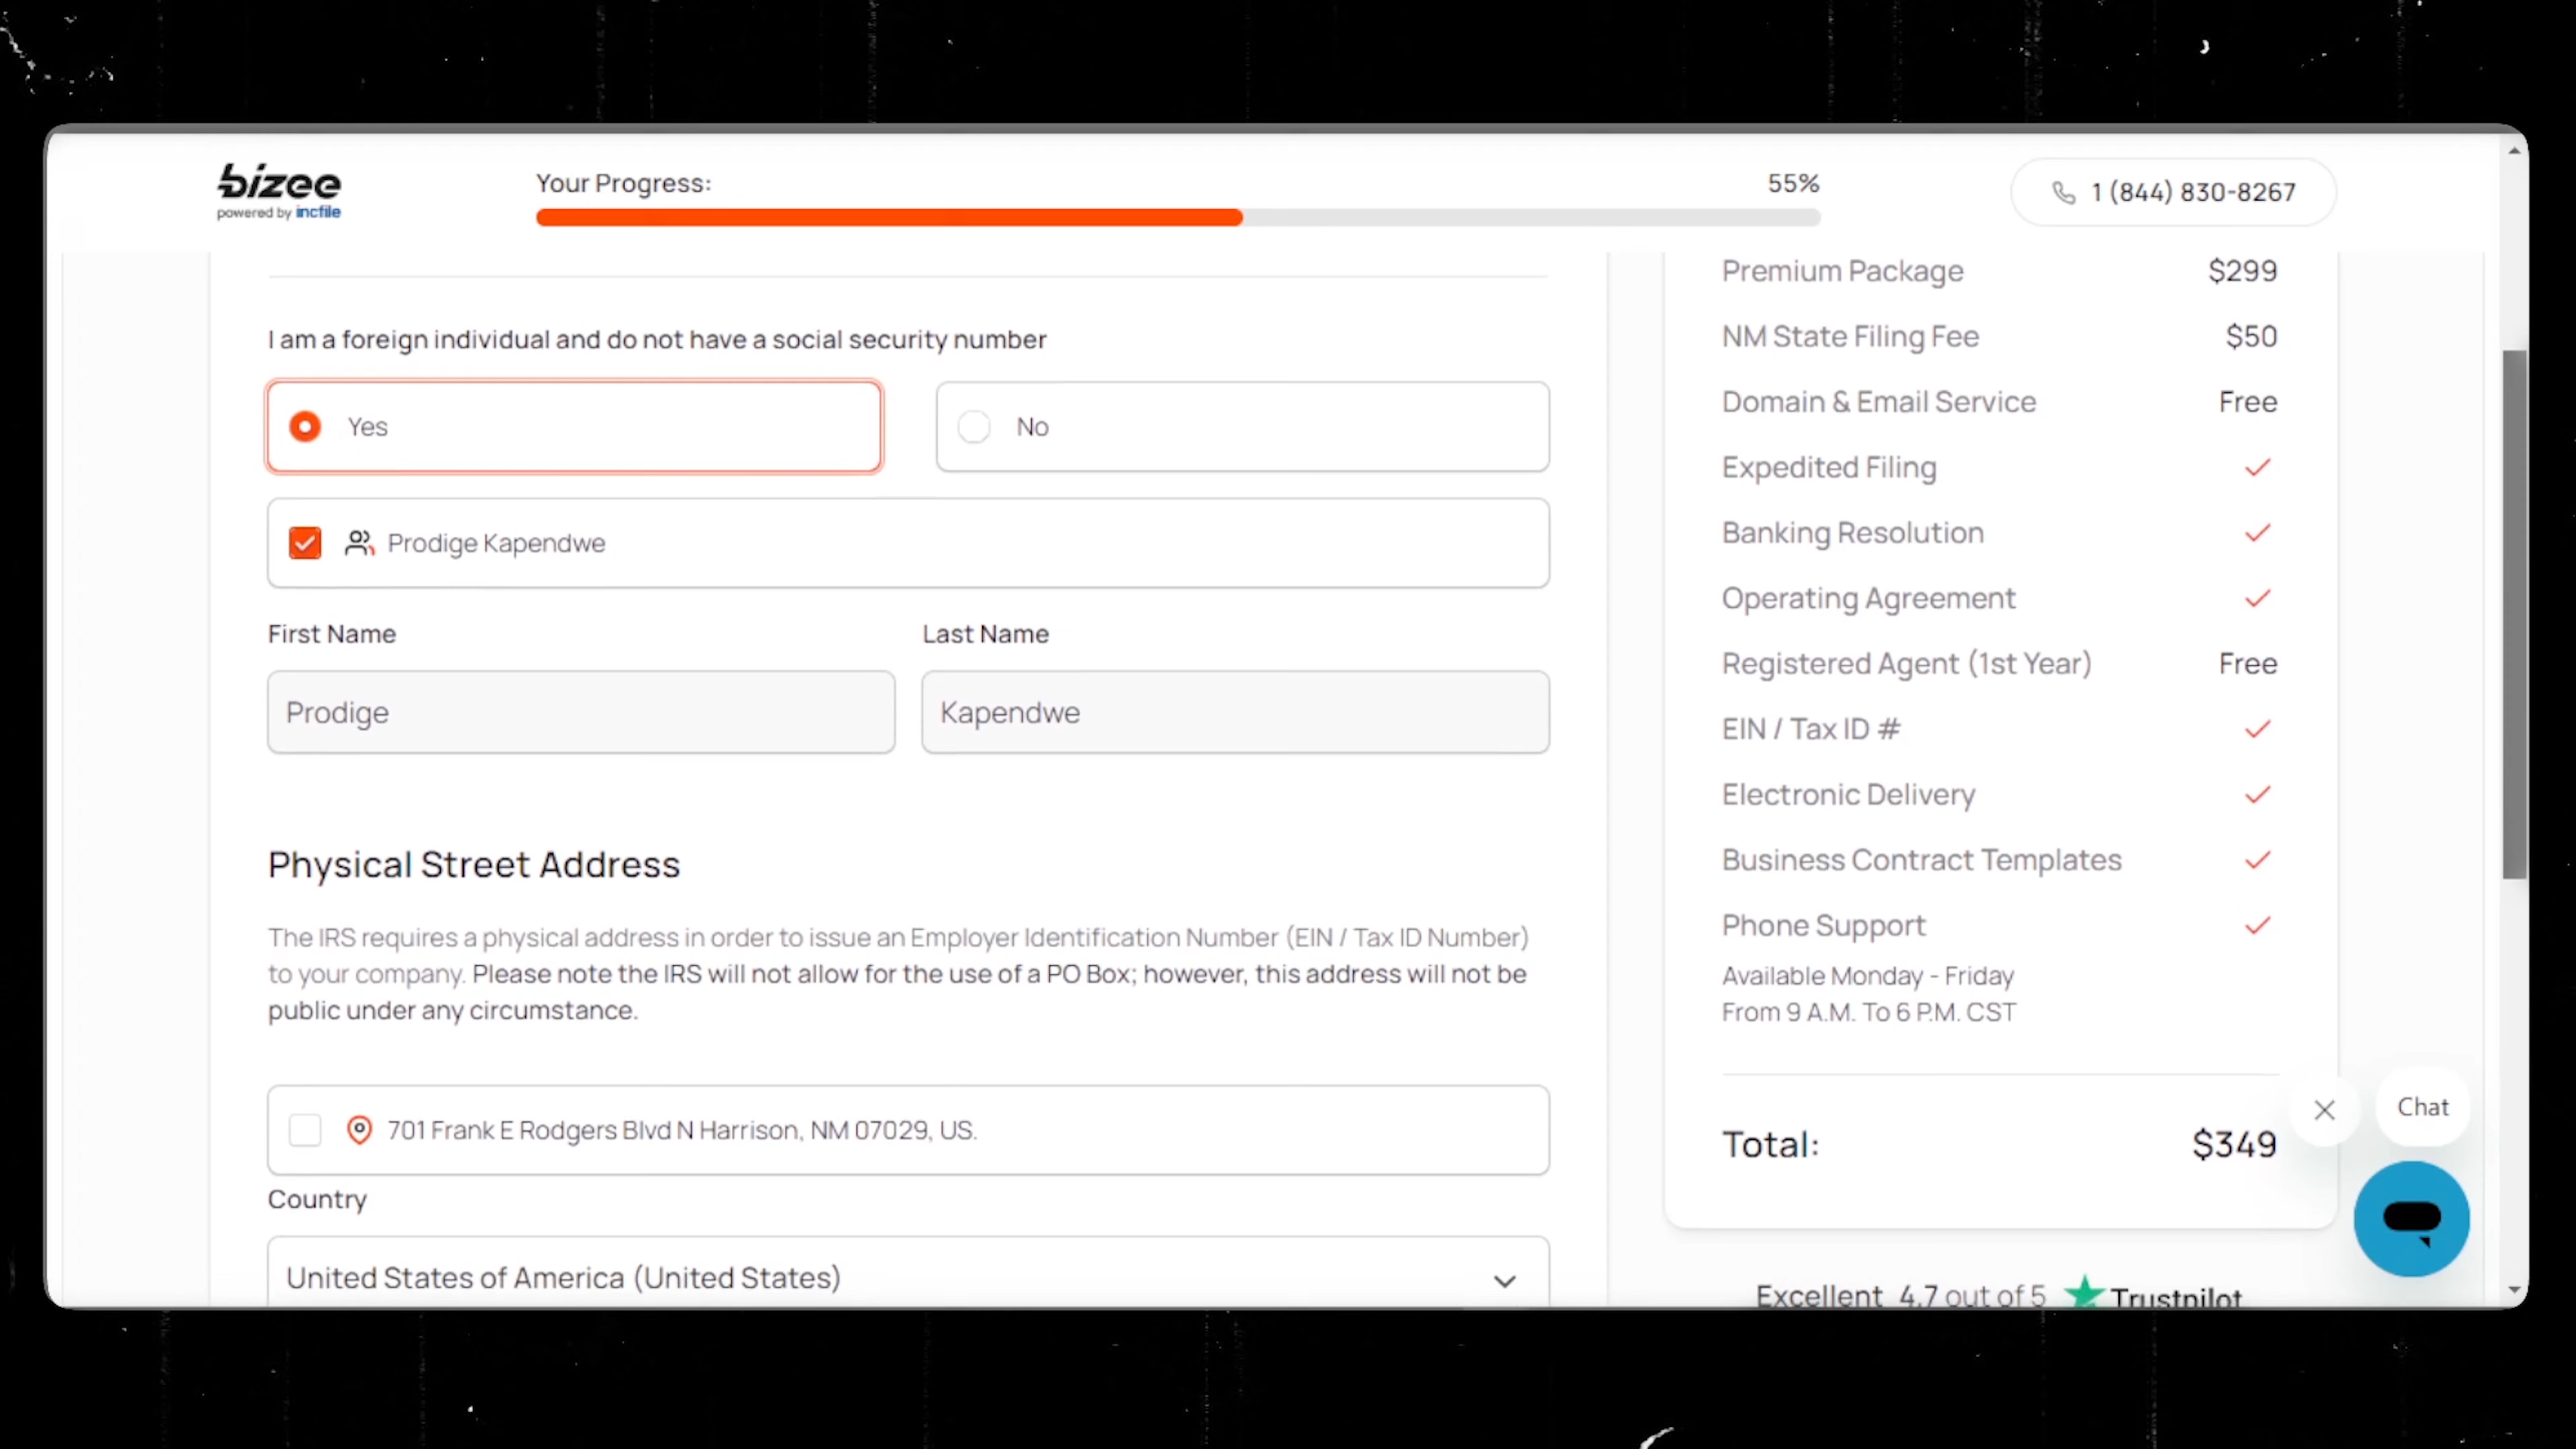 bizee
powered by incfile
Your Progress:
55%
1 (844) 830-8267
I am a foreign individual and do not have a social security number
Yes
No
Prodige Kapendwe
First Name
Last Name
Prodige
Kapendwe
Physical Street Address
The IRS requires a physical address in order to issue an Employer Identification Number (EIN / Tax ID Number)
to your company. Please note the IRS will not allow for the use of a PO Box; however, this address will not be
public under any circumstance.
701 Frank E Rodgers Blvd N Harrison, NM 07029, US.
Country
United States of America (United States)
Premium Package $299
NM State Filing Fee $50
Domain & Email Service Free
Expedited Filing
Banking Resolution
Operating Agreement
Registered Agent (1st Year) Free
EIN / Tax ID #
Electronic Delivery
Business Contract Templates
Phone Support
Available Monday - Friday
From 9 A.M. To 6 P.M. CST
Total: $349
Chat
Excellent 4.7 out of 5 Trustpilot